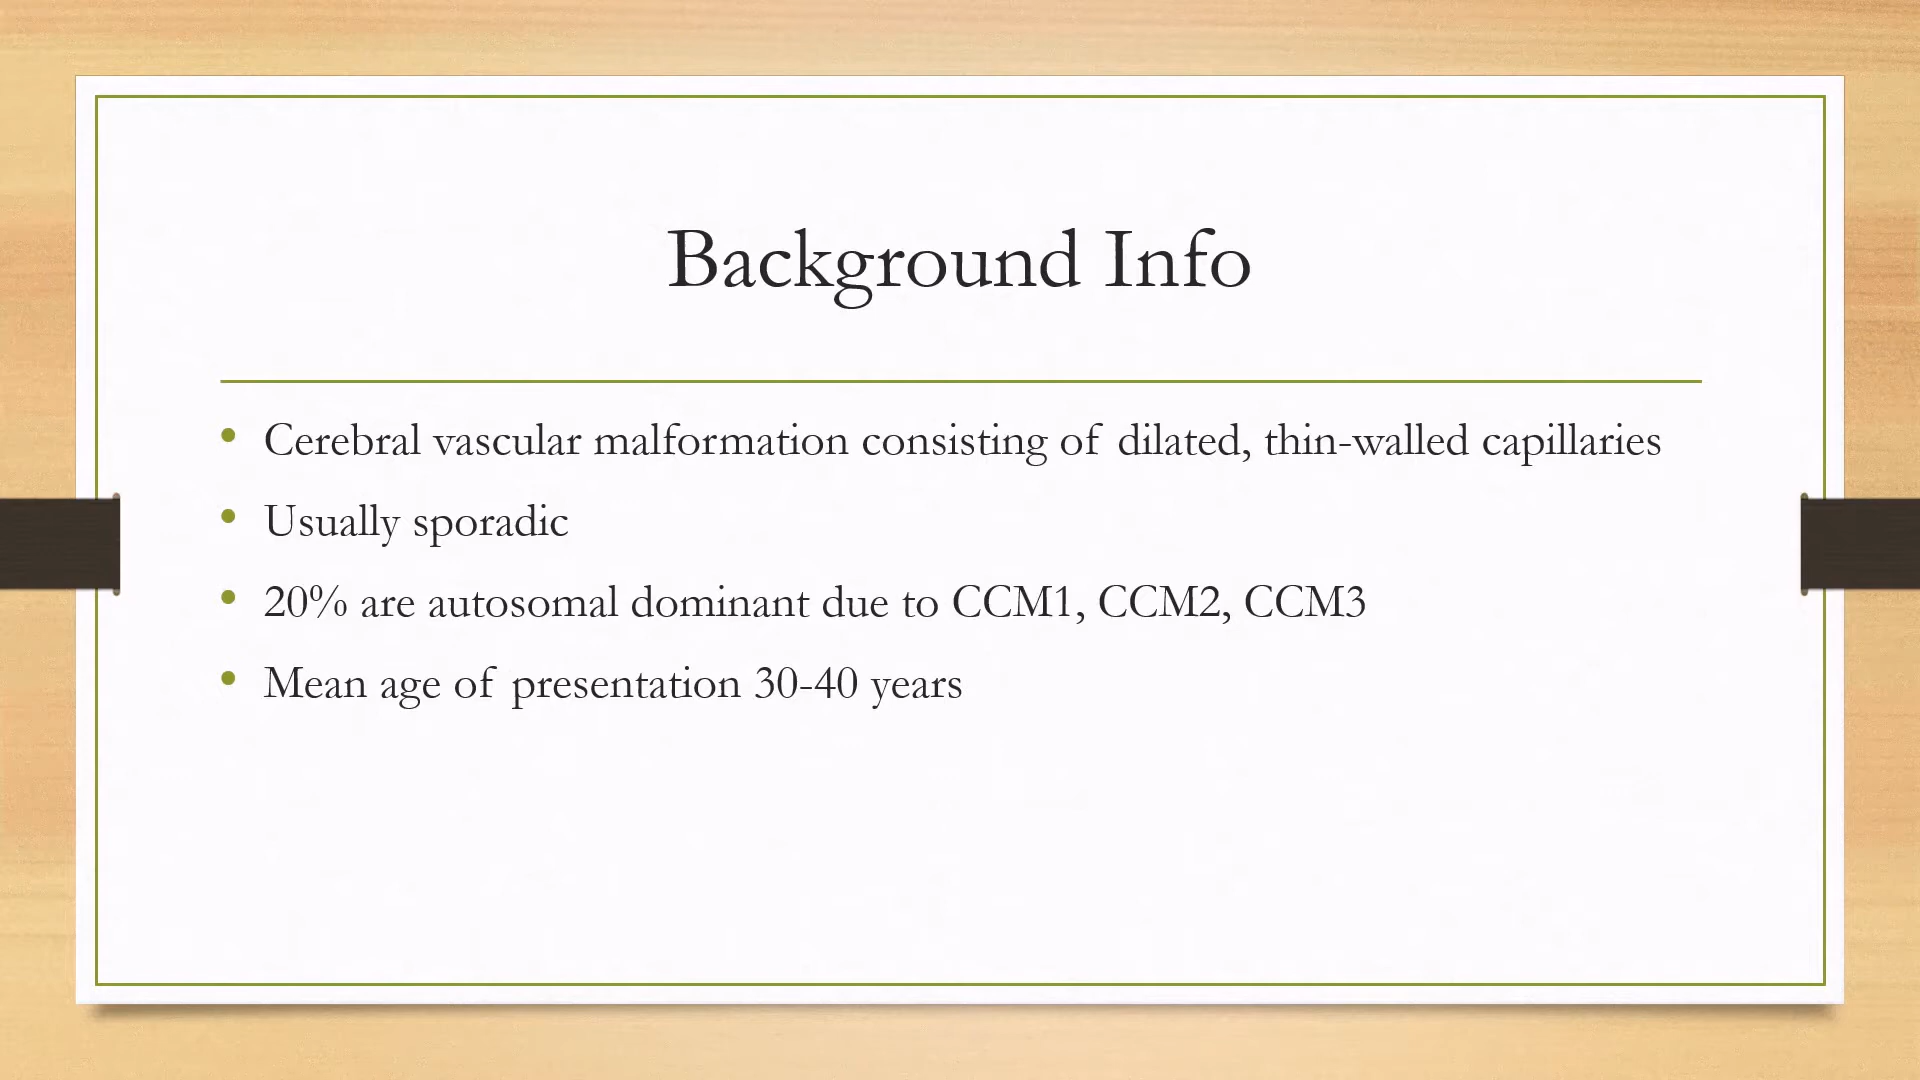 Background Info
• Cerebral vascular malformation consisting of dilated, thin-walled capillaries
• Usually sporadic
• 20% are autosomal dominant due to CCM1, CCM2, CCM3
• Mean age of presentation 30-40 years